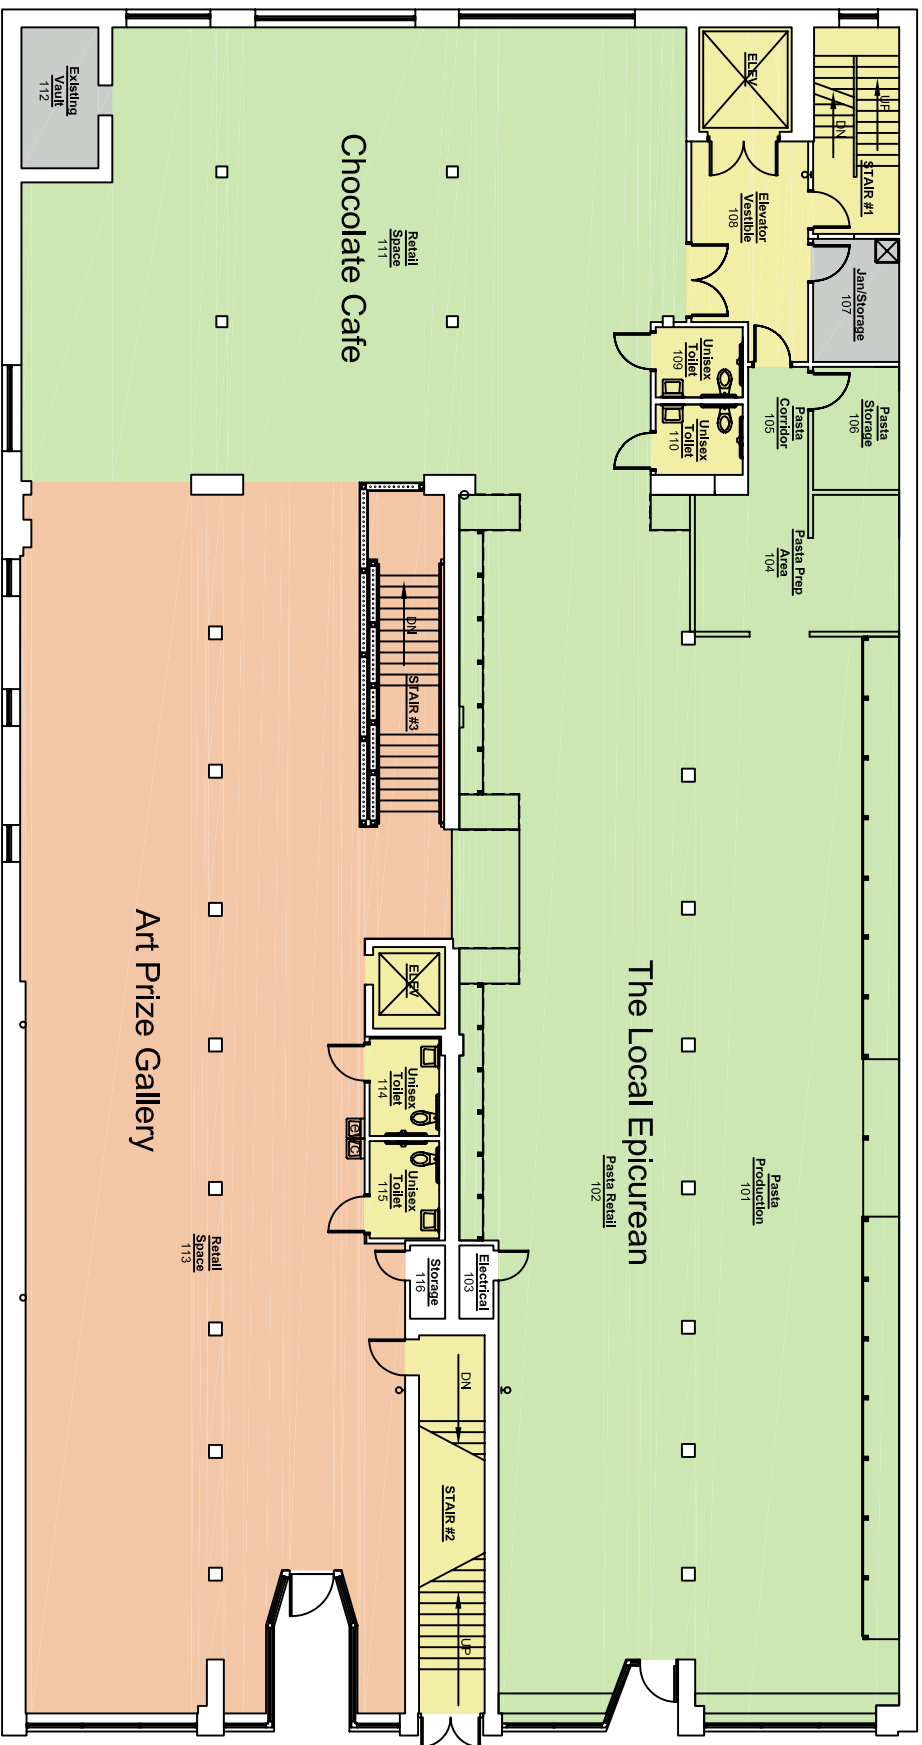 UP
DN
STAIR #1
ELEV
Elevator
Vestible
108
Jan/Storage
107
Existing
Vault
112
Chocolate Cafe
Retail
Space
111
Unisex
Toilet
109
Unisex
Toilet
110
Pasta
Storage
106
Pasta
Corridor
105
Pasta Prep
Area
104
DN
STAIR #3
The Local Epicurean
Pasta
Production
101
Pasta Retail
102
Art Prize Gallery
ELEV
Unisex
Toilet
114
Unisex
Toilet
115
ewc
Retail
Space
113
Electrical
103
Storage
116
DN
STAIR #2
UP